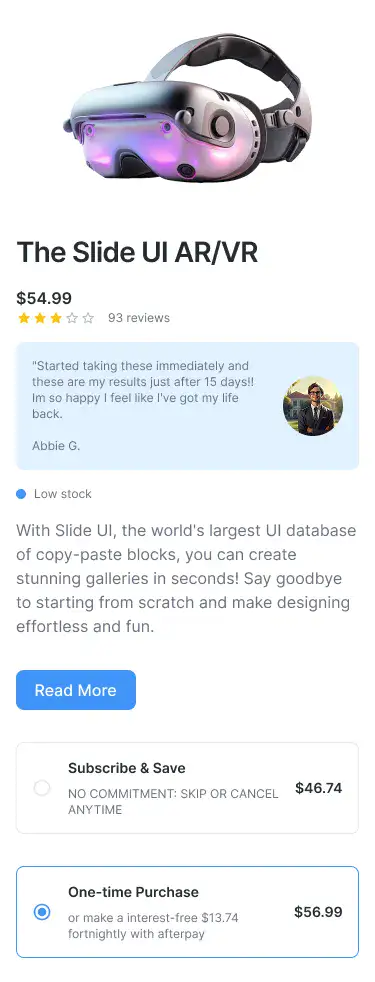 The Slide UI AR/VR
$54.99
93 reviews
"Started taking these immediately and
these are my results just after 15 days!!
Im so happy I feel like I've got my life
back.
Abbie G.
Low stock
With Slide UI, the world's largest UI database
of copy-paste blocks, you can create
stunning galleries in seconds! Say goodbye
to starting from scratch and make designing
effortless and fun.
Read More
Subscribe & Save
NO COMMITMENT: SKIP OR CANCEL
ANYTIME
$46.74
One-time Purchase
or make a interest-free $13.74
fortnightly with afterpay
$56.99